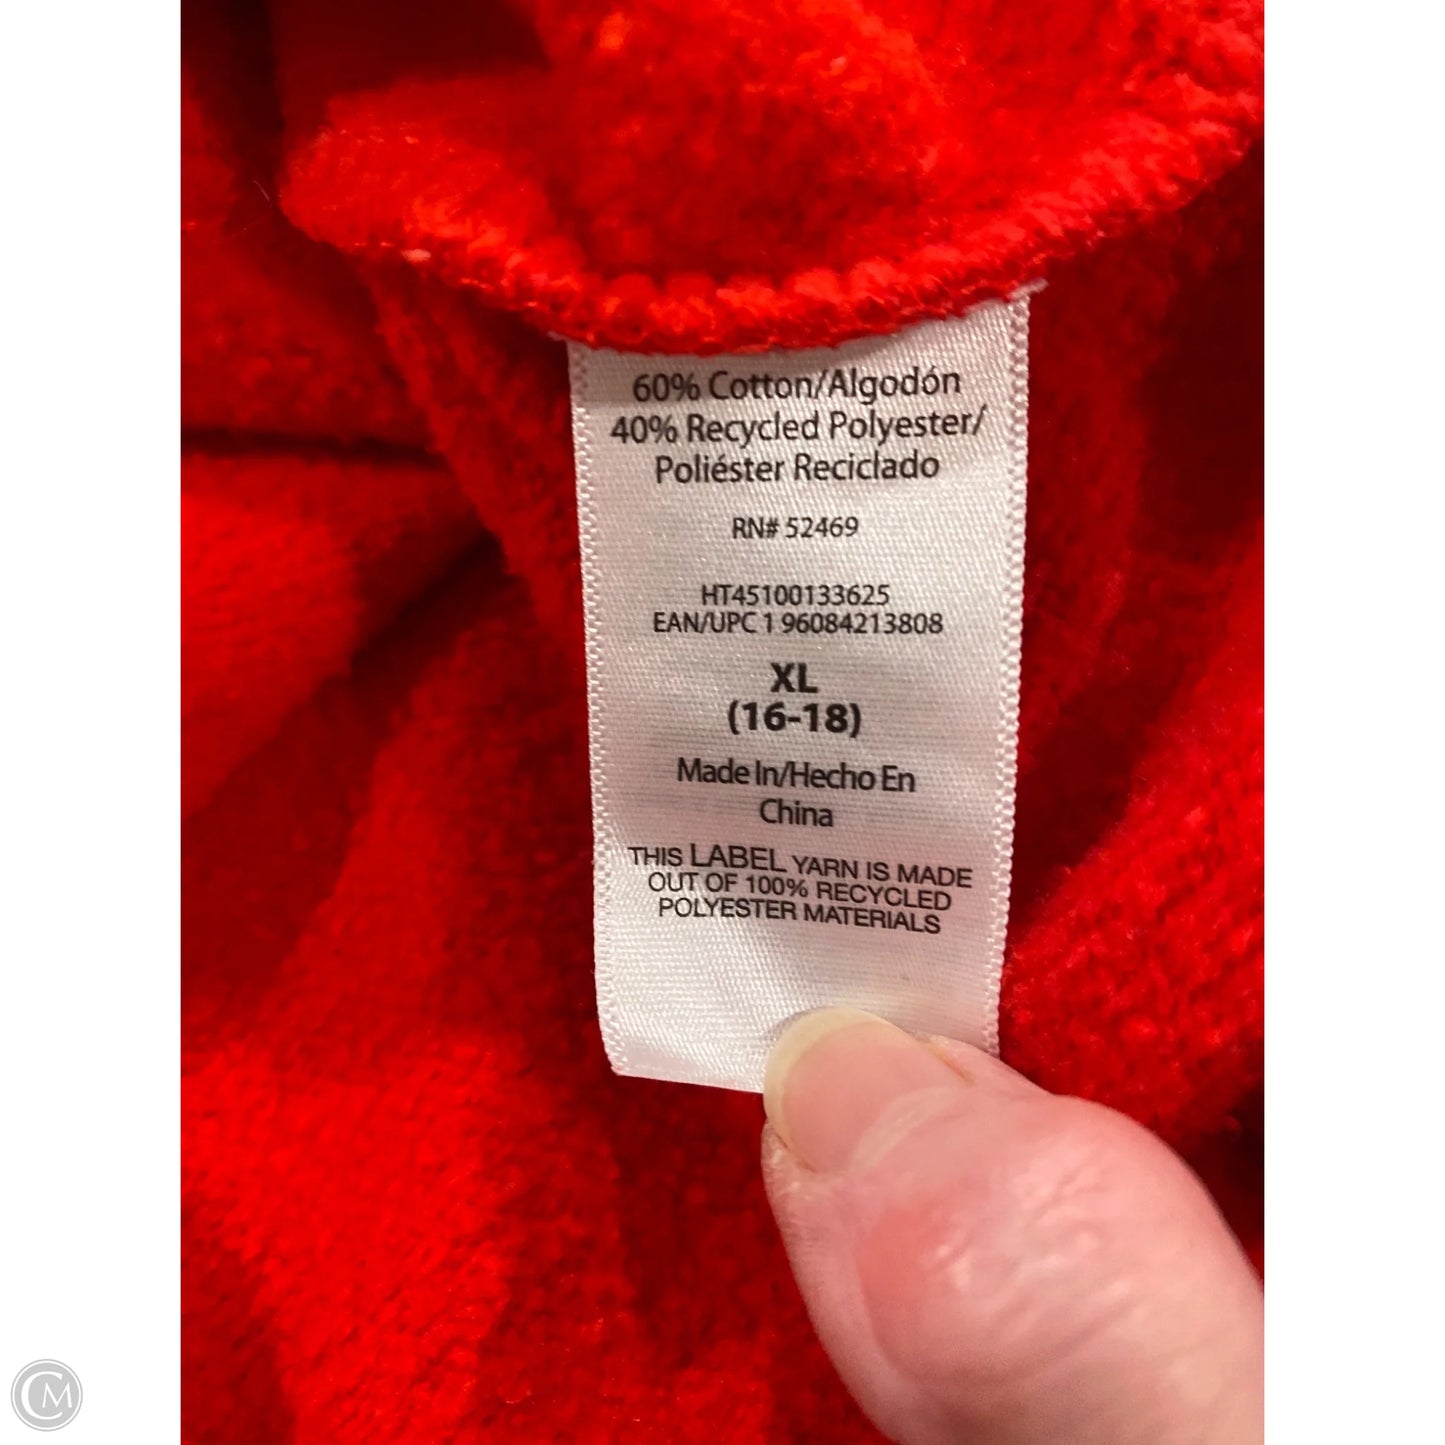 60% Cotton/Algodón
40% Recycled Polyester/
Poliéster Reciclado
RN# 52469
HT45100133625
EAN/UPC 1 96084213808
XL
(16-18)
Made In/Hecho En
China
THIS LABEL YARN IS MADE
OUT OF 100% RECYCLED
POLYESTER MATERIALS
CM